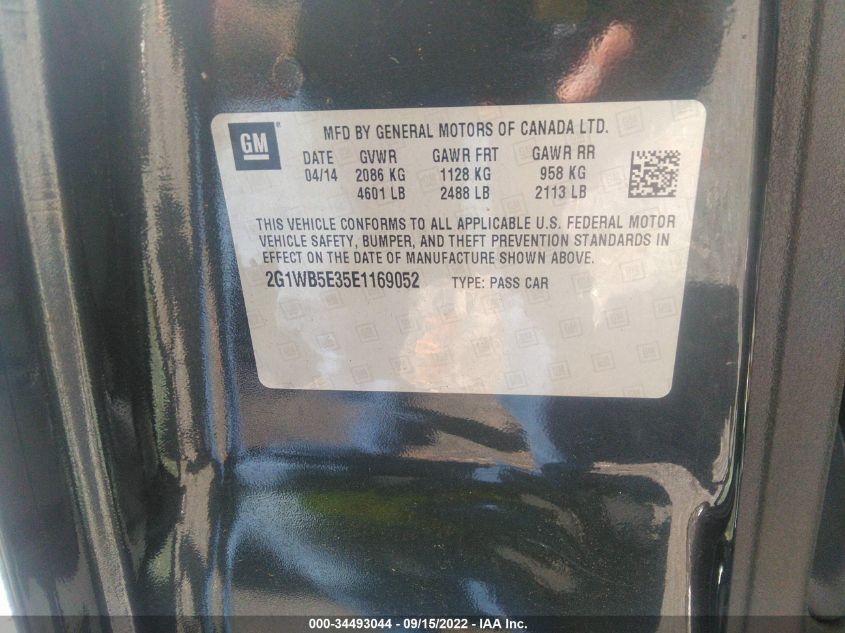 GM
®
MFD BY GENERAL MOTORS OF CANADA LTD.
DATE GVWR GAWR FRT GAWR RR
04/14 2086 KG 1128 KG 958 KG
4601 LB 2488 LB 2113 LB
THIS VEHICLE CONFORMS TO ALL APPLICABLE U.S. FEDERAL MOTOR
VEHICLE SAFETY, BUMPER, AND THEFT PREVENTION STANDARDS IN
EFFECT ON THE DATE OF MANUFACTURE SHOWN ABOVE.
2G1WB5E35E1169052 TYPE: PASS CAR
000-34493044 - 09/15/2022 - IAA Inc.